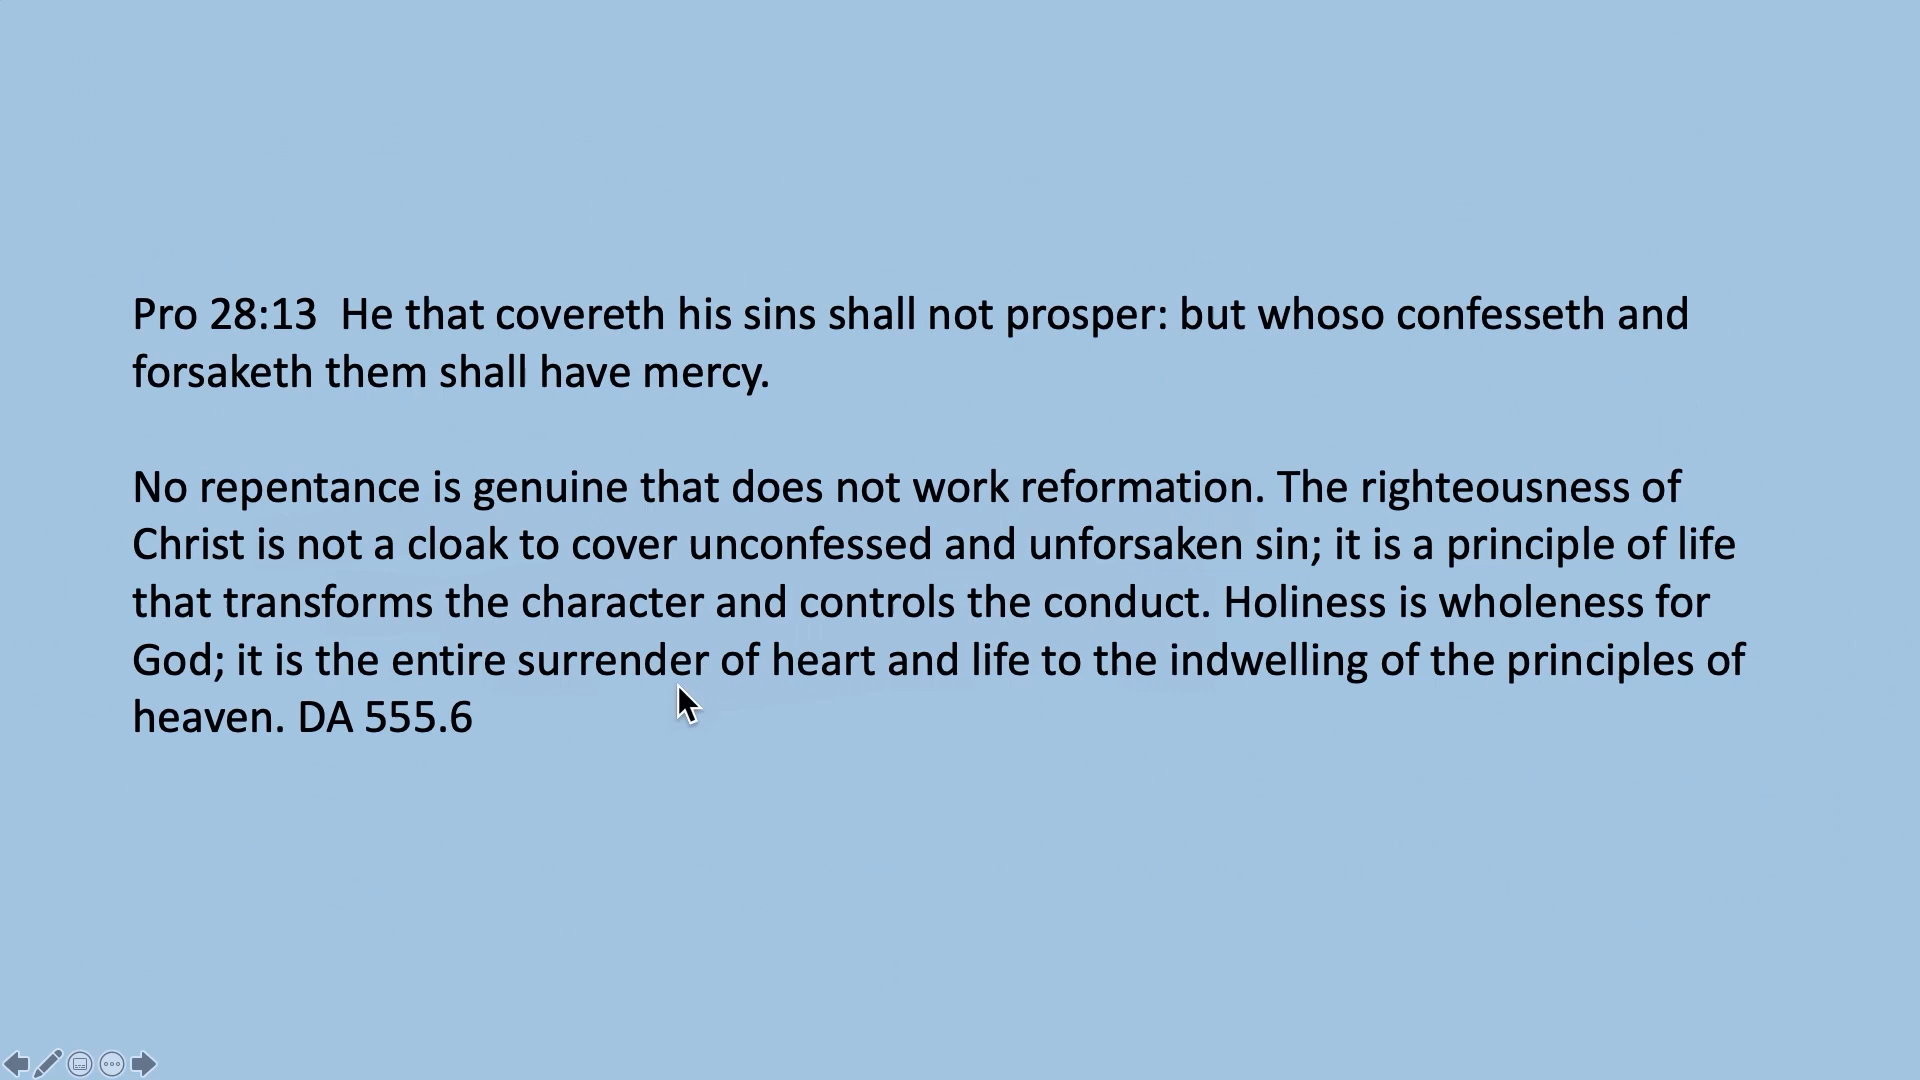 Pro 28:13  He that covereth his sins shall not prosper: but whoso confesseth and
forsaketh them shall have mercy.
No repentance is genuine that does not work reformation. The righteousness of
Christ is not a cloak to cover unconfessed and unforsaken sin; it is a principle of life
that transforms the character and controls the conduct. Holiness is wholeness for
God; it is the entire surrender of heart and life to the indwelling of the principles of
heaven. DA 555.6